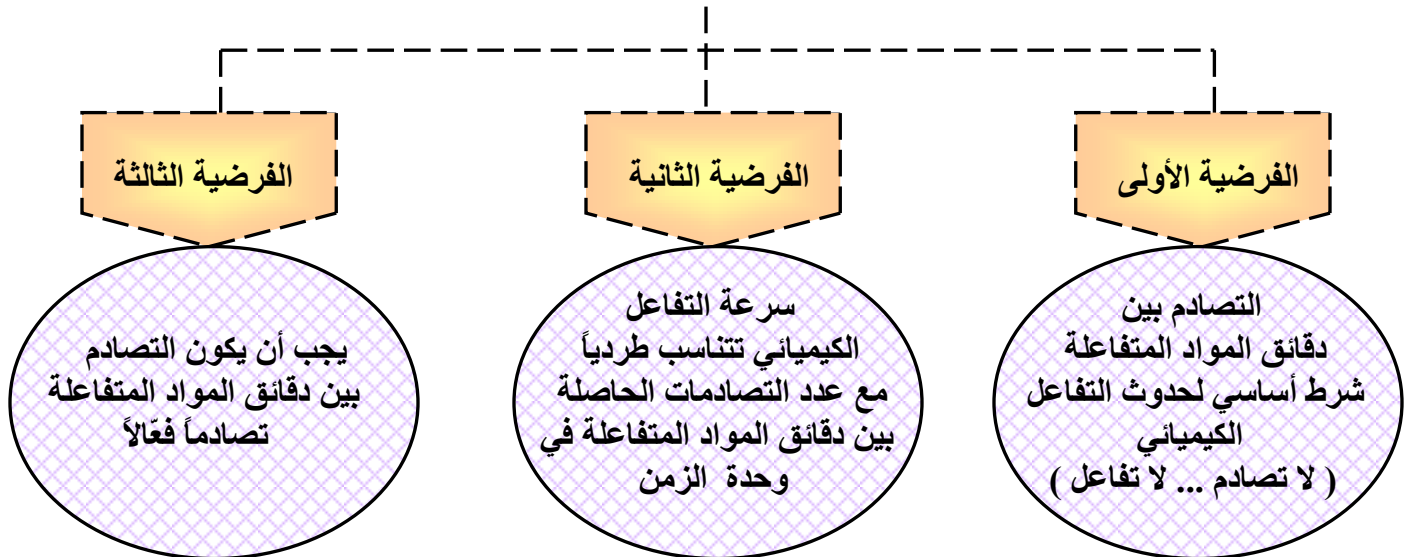 الفرضية الأولى
التصادم بين
دقائق المواد المتفاعلة
شرط أساسي لحدوث التفاعل
الكيميائي
( لا تصادم ... لا تفاعل )
الفرضية الثانية
سرعة التفاعل
الكيميائي تتناسب طردياً
مع عدد التصادمات الحاصلة
بين دقائق المواد المتفاعلة في
وحدة الزمن
الفرضية الثالثة
يجب أن يكون التصادم
بين دقائق المواد المتفاعلة
تصادماً فعّالاً